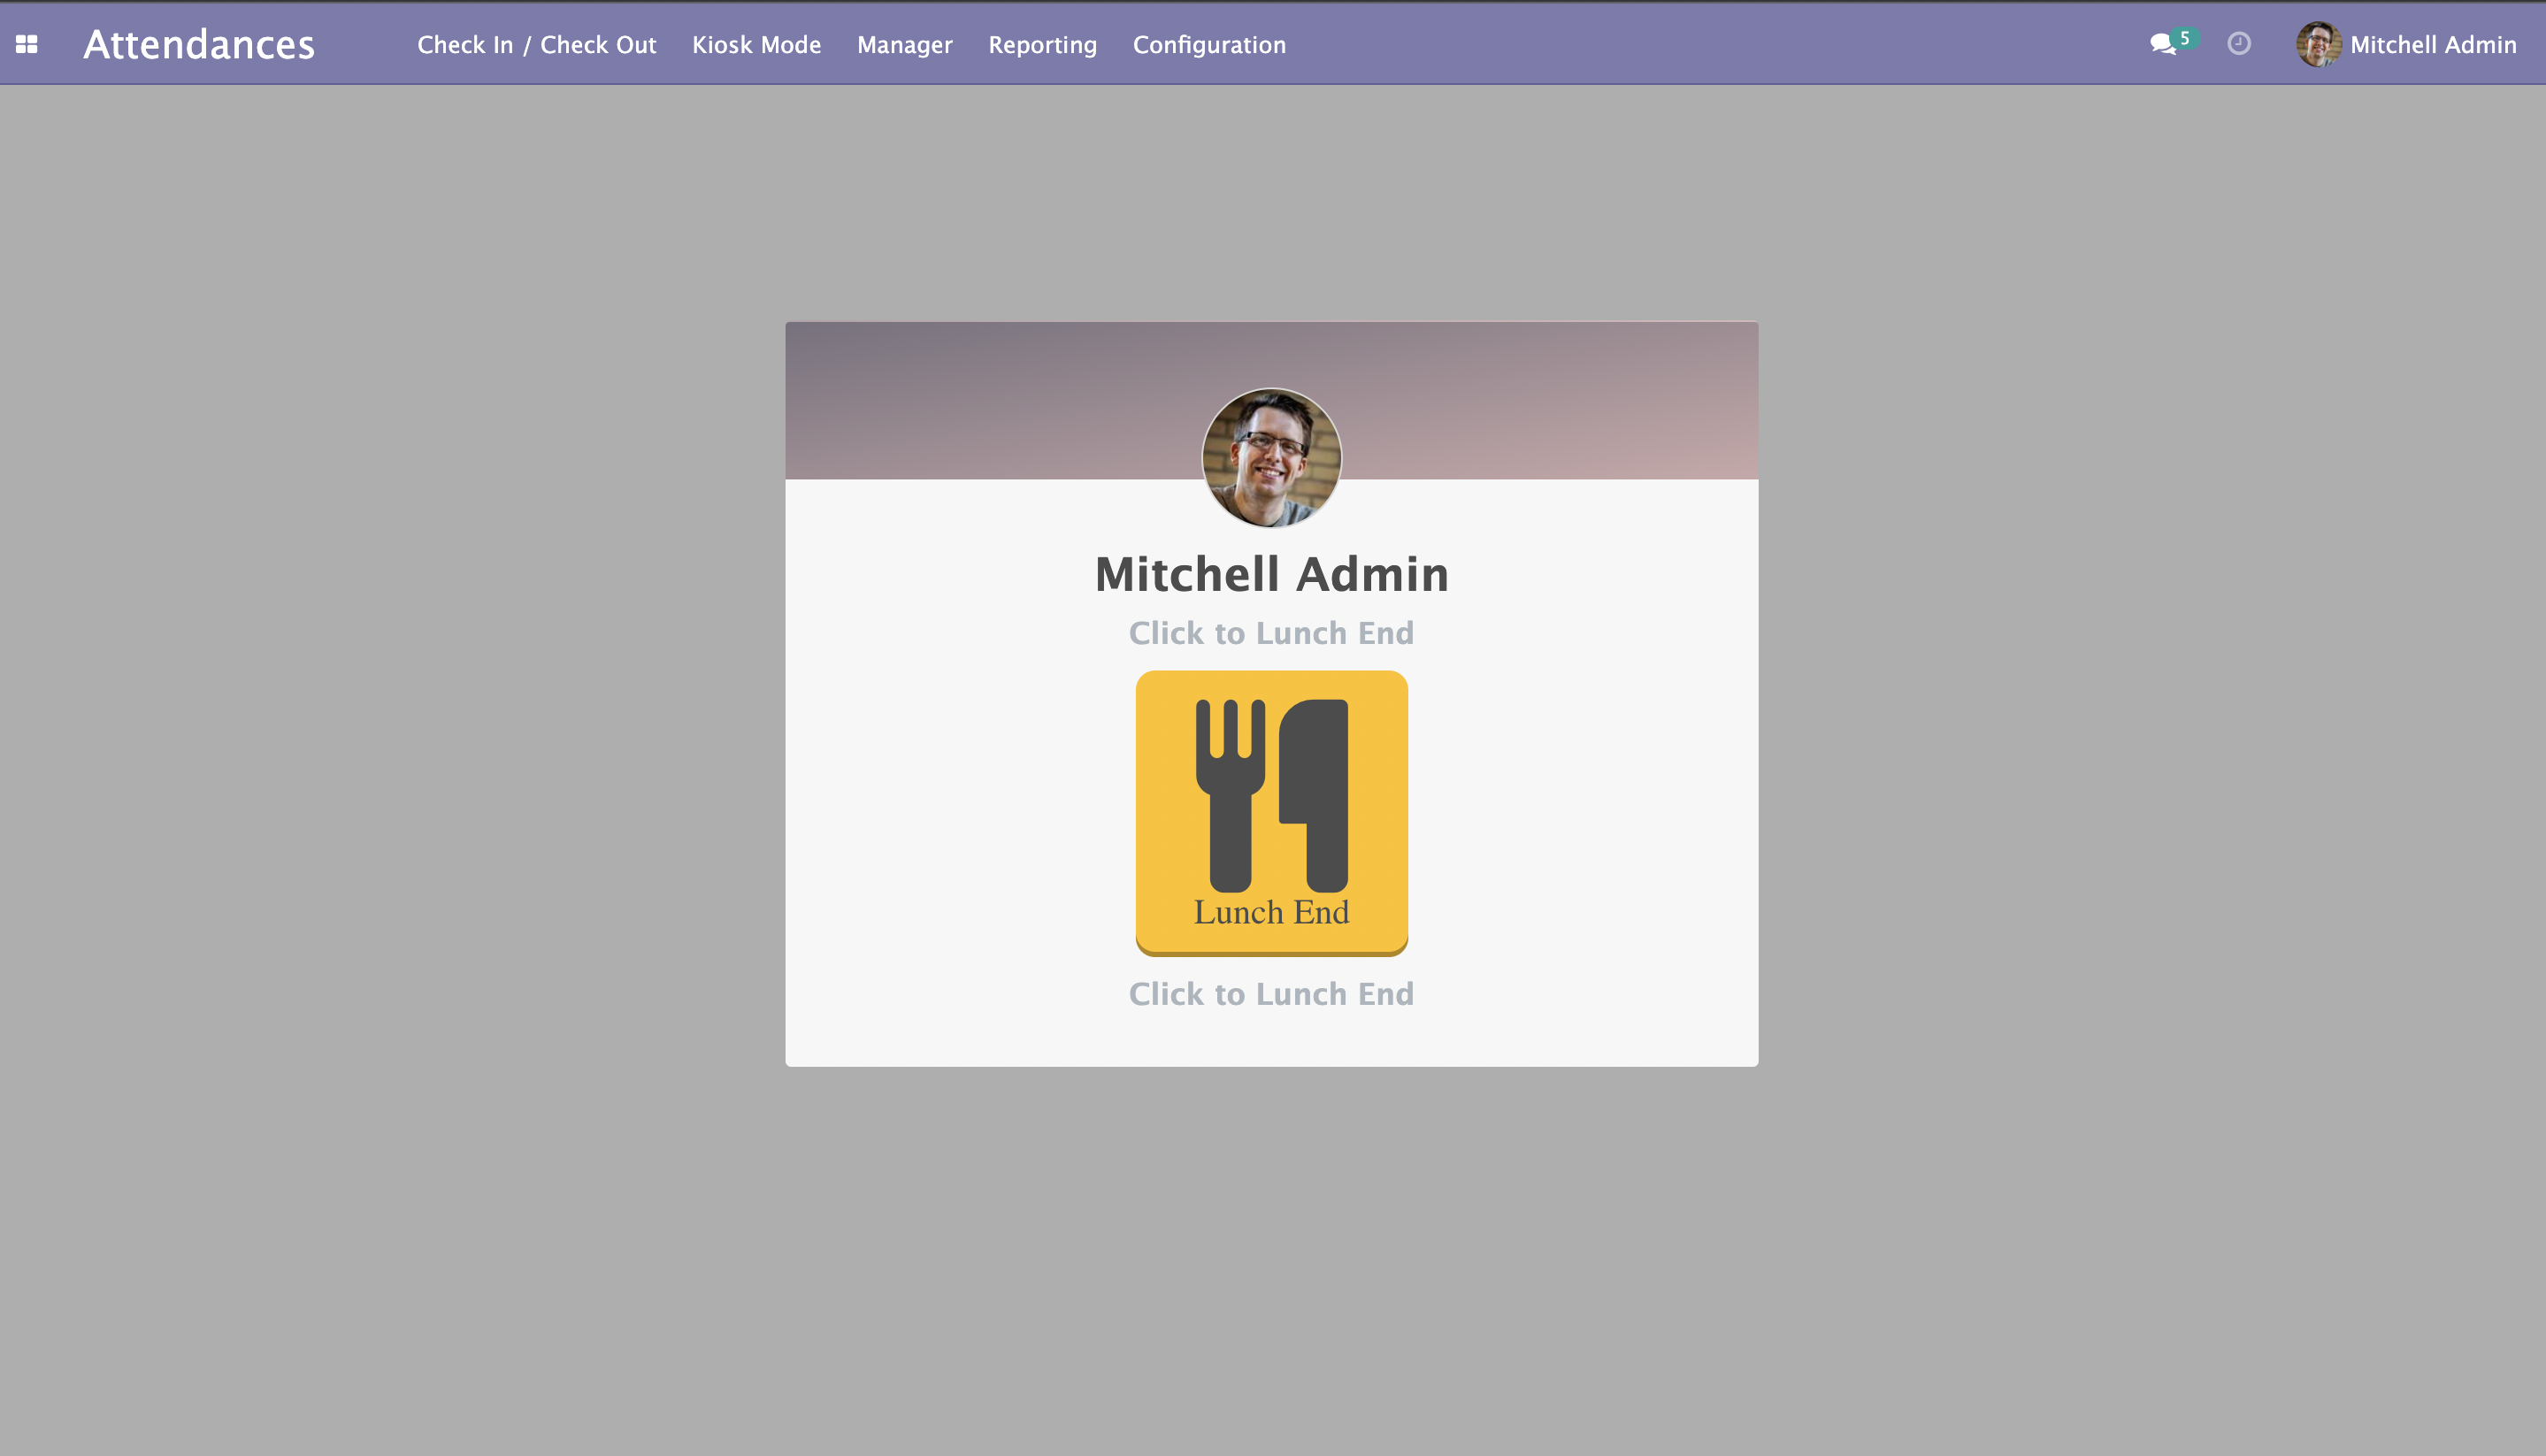 Attendances Check In / Check Out Kiosk Mode Manager Reporting Configuration 5 Mitchell Admin
Mitchell Admin
Click to Lunch End
Lunch End
Click to Lunch End